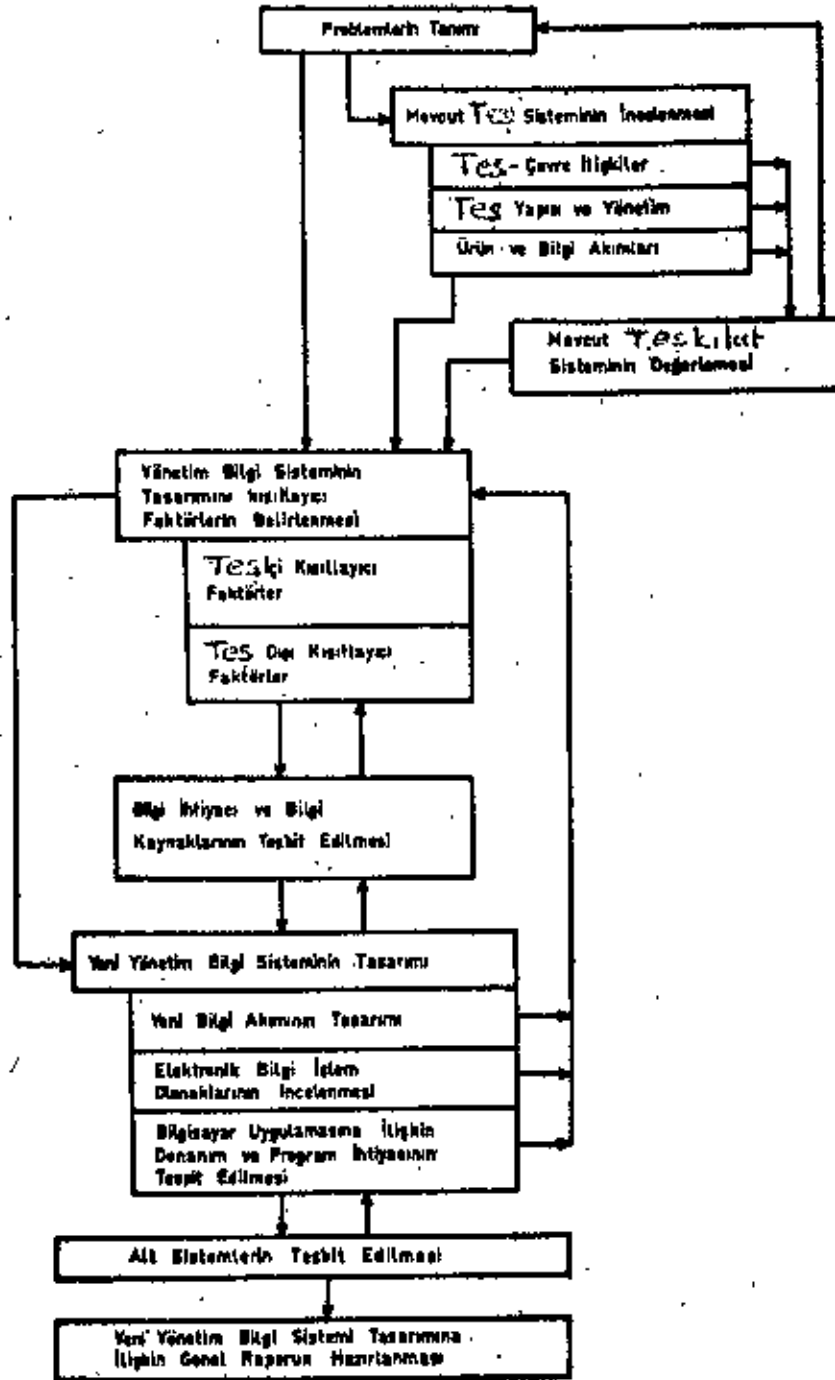 Problemlerin Tanımı
Mevcut Tes Sisteminin İncelenmesi
Tes - Çevre İlişkiler
Tes Yapısı ve Yönetim
Ürün ve Bilgi Akımları
Mevcut Teskilat
Sisteminin Değerlemesi
Yönetim Bilgi Sisteminin
Tasarımını kısıtlayıcı
Faktörlerin Belirlenmesi
Teski Kısıtlayıcı
Faktörler
Tes Dışı Kısıtlayıcı
Faktörler
Bilgi İhtiyacı ve Bilgi
Kaynaklarının Tesbit Edilmesi
Yeni Yönetim Bilgi Sisteminin Tasarımı
Yeni Bilgi Akımının Tasarımı
Elektronik Bilgi İşlem
Olanaklarının İncelenmesi
Bilgisayar Uygulamasına İlişkin
Donanım ve Program İhtiyacının
Tespit Edilmesi
Alt Sistemlerin Tesbit Edilmesi
Yeni Yönetim Bilgi Sistemi Tasarımına
İlişkin Genel Raporun Hazırlanması